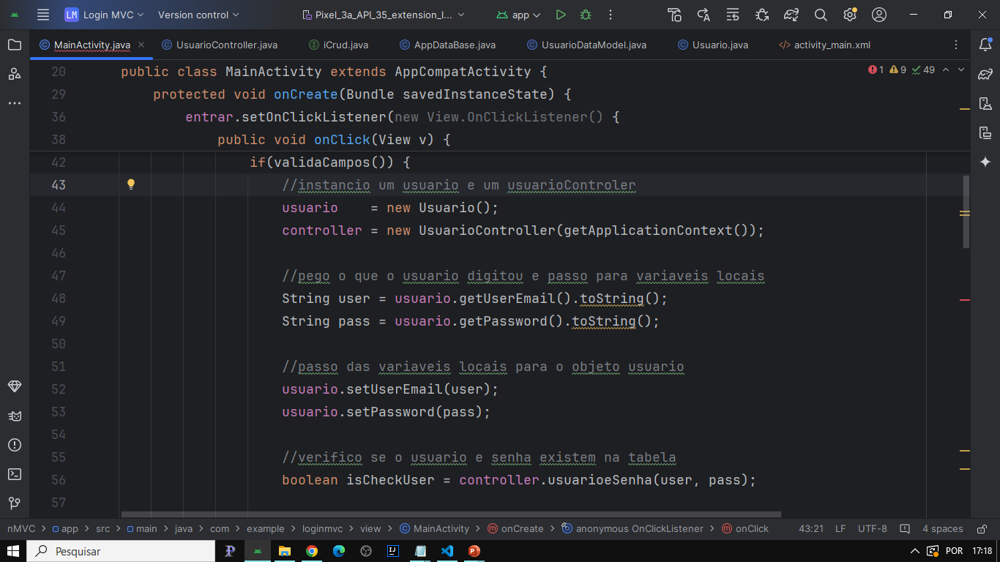 LM Login MVC Version control Pixel_3a_API_35_extension_l... app
MainActivity.java UsuarioController.java iCrud.java AppDataBase.java UsuarioDataModel.java Usuario.java activity_main.xml
20 public class MainActivity extends AppCompatActivity { 1 9 49
29 protected void onCreate(Bundle savedInstanceState) {
36 entrar.setOnClickListener(new View.OnClickListener() {
38 public void onClick(View v) {
42 if(validaCampos()) {
43 //instancio um usuario e um usuarioControler
44 usuario    = new Usuario();
45 controller = new UsuarioController(getApplicationContext());
46
47 //pego o que o usuario digitou e passo para variaveis locais
48 String user = usuario.getUserEmail().toString();
49 String pass = usuario.getPassword().toString();
50
51 //passo das variaveis locais para o objeto usuario
52 usuario.setUserEmail(user);
53 usuario.setPassword(pass);
54
55 //verifico se o usuario e senha existem na tabela
56 boolean isCheckUser = controller.usuarioeSenha(user, pass);
57
nMVC > app > src > main > java > com > example > loginmvc > view > MainActivity > onCreate > anonymous OnClickListener > onClick 43:21 LF UTF-8 4 spaces
Pesquisar POR 17:18